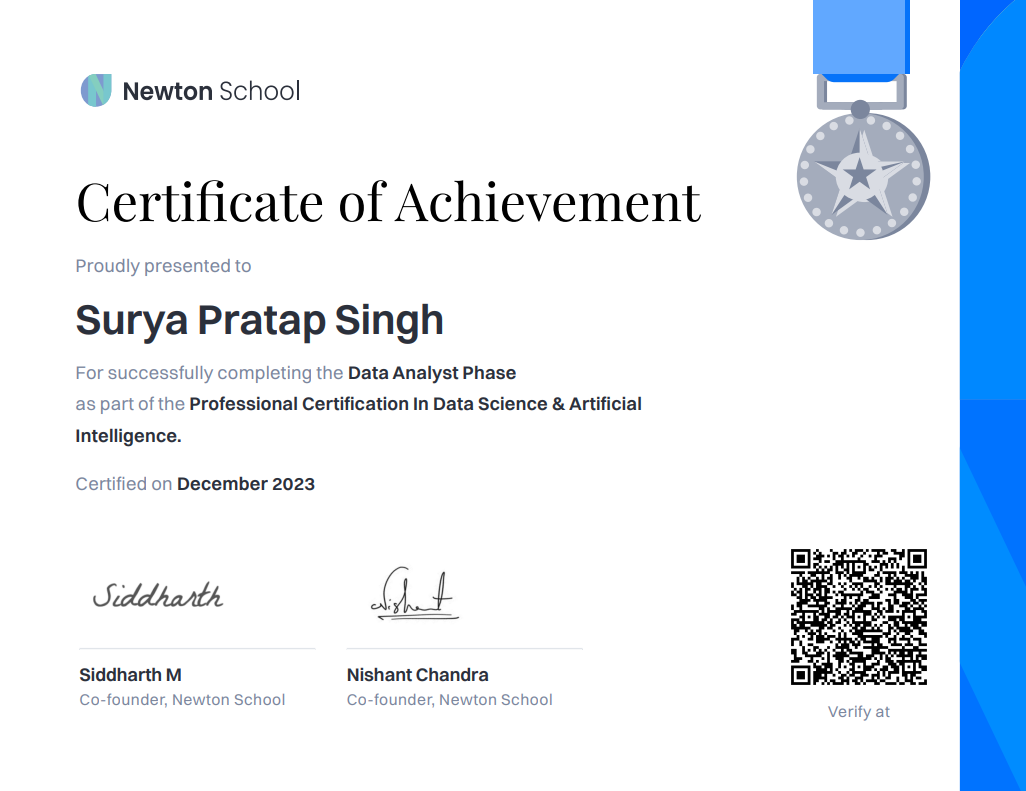 Newton School
Certificate of Achievement
Proudly presented to
Surya Pratap Singh
For successfully completing the Data Analyst Phase
as part of the Professional Certification In Data Science & Artificial
Intelligence.
Certified on December 2023
Siddharth
Nishant
Siddharth M
Nishant Chandra
Co-founder, Newton School
Co-founder, Newton School
Verify at